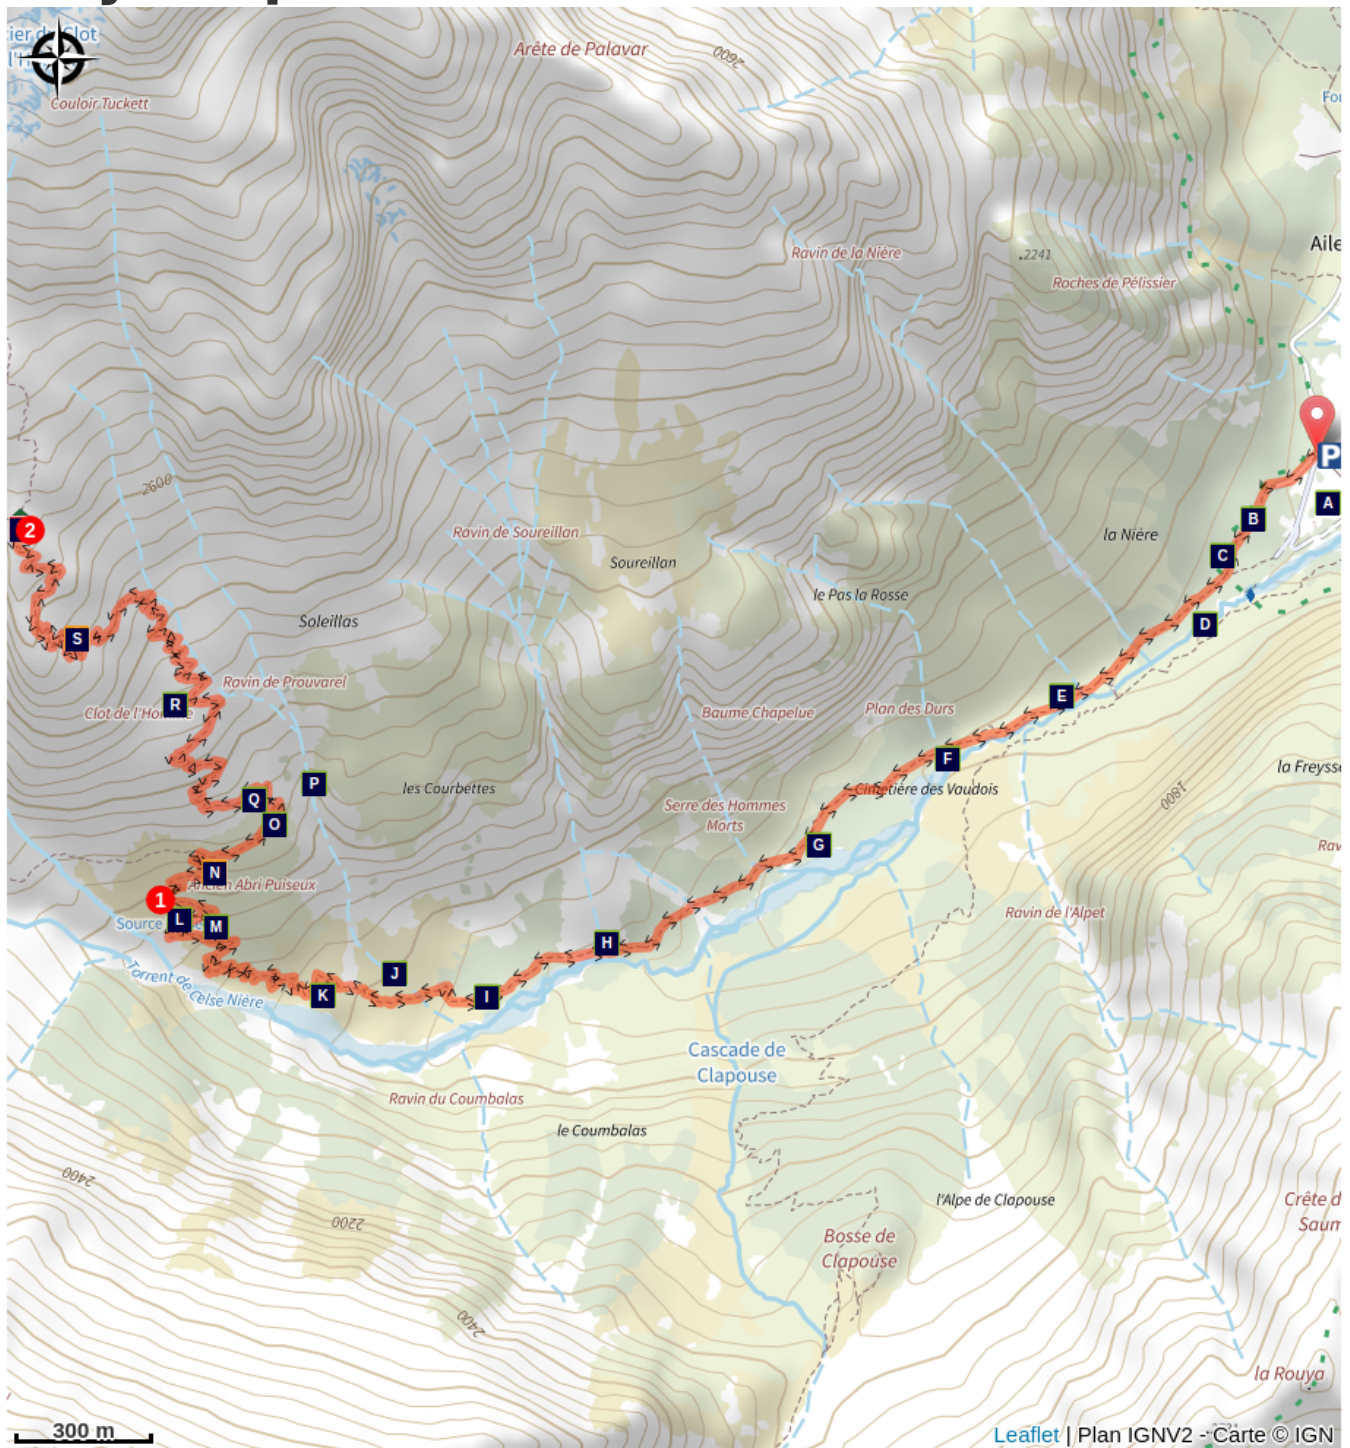 Couloir Tuckett
Arête de Palavar
2600
Ravin de la Nière
.2241
Roches de Pélissier
P
A
B
C
D
E
F
G
H
I
J
K
L
M
N
O
P
Q
R
S
2
1
2600
Ravin de Soureillan
Soureillan
la Nière
le Pas la Rosse
Soleillas
Ravin de Prouvarel
Baume Chapelue
Plan des Durs
les Courbettes
Cimetière des Vaudois
Serre des Hommes
Morts
1800
Ancien Abri Puiseux
Source
Torrent de Celse Nière
Ravin de l'Alpet
Cascade de
Clapouse
Ravin du Coumbalas
le Coumbalas
2400
2200
l'Alpe de Clapouse
Bosse de
Clapouse
2400
la Rouya
300 m
Leaflet | Plan IGNV2 - Carte © IGN